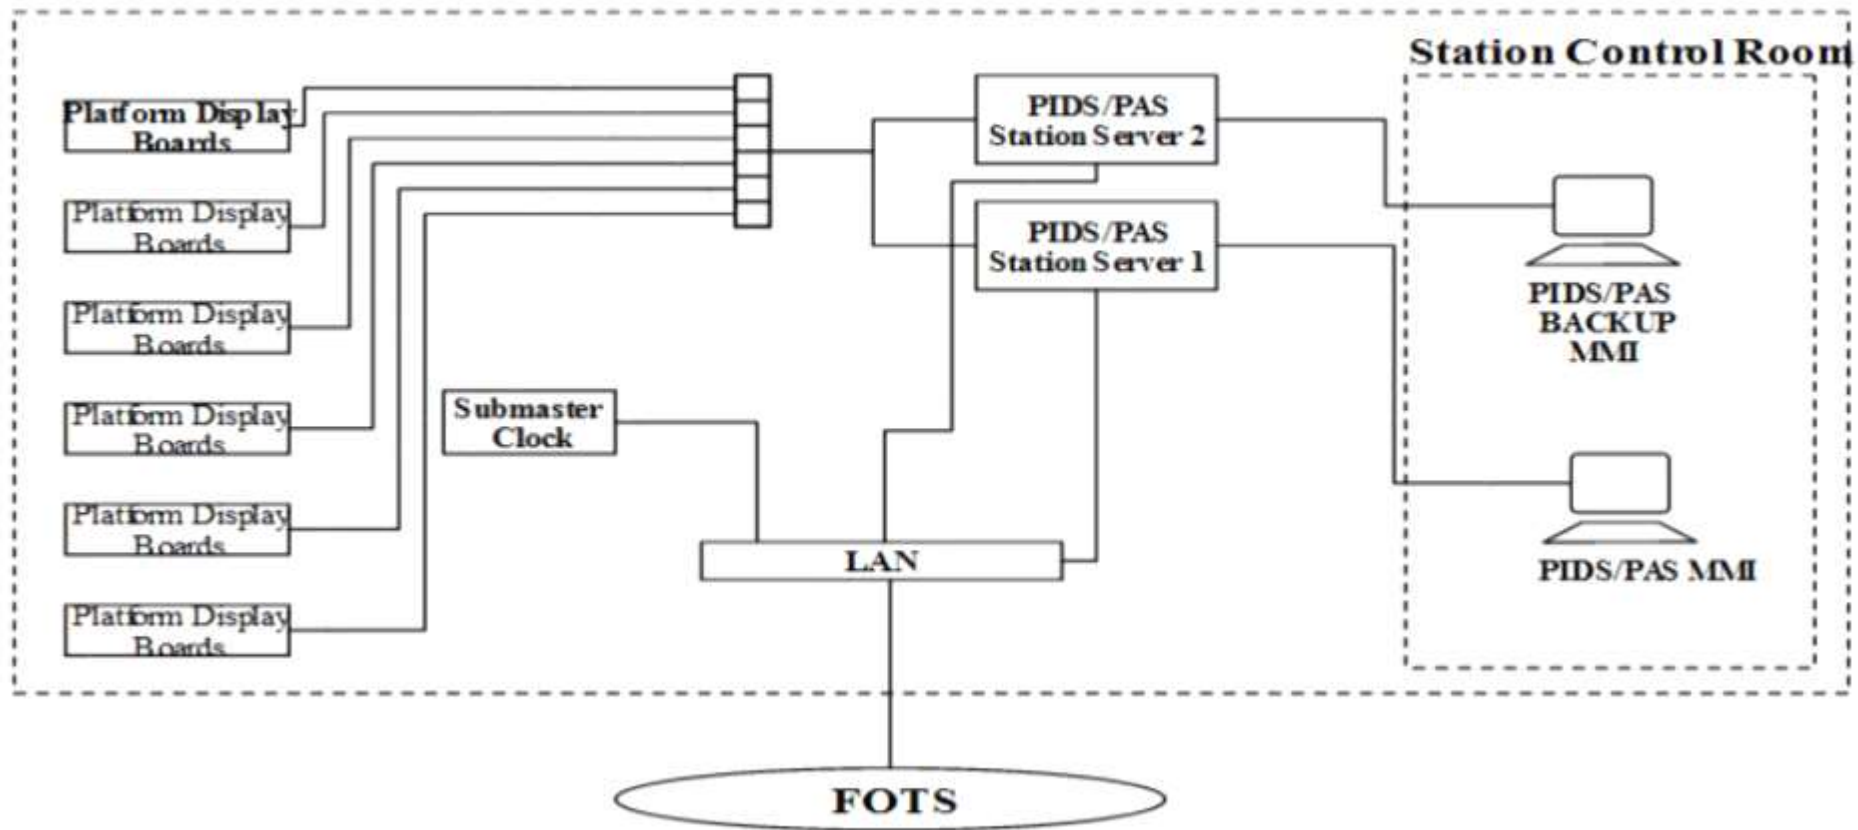 Station Control Room
Platform Display
Boards
Platform Display
Boards
Platform Display
Boards
Platform Display
Boards
Platform Display
Boards
Platform Display
Boards
PIDS/PAS
Station Server 2
PIDS/PAS
Station Server 1
Submaster
Clock
LAN
PIDS/PAS
BACKUP
MMI
PIDS/PAS MMI
FOTS